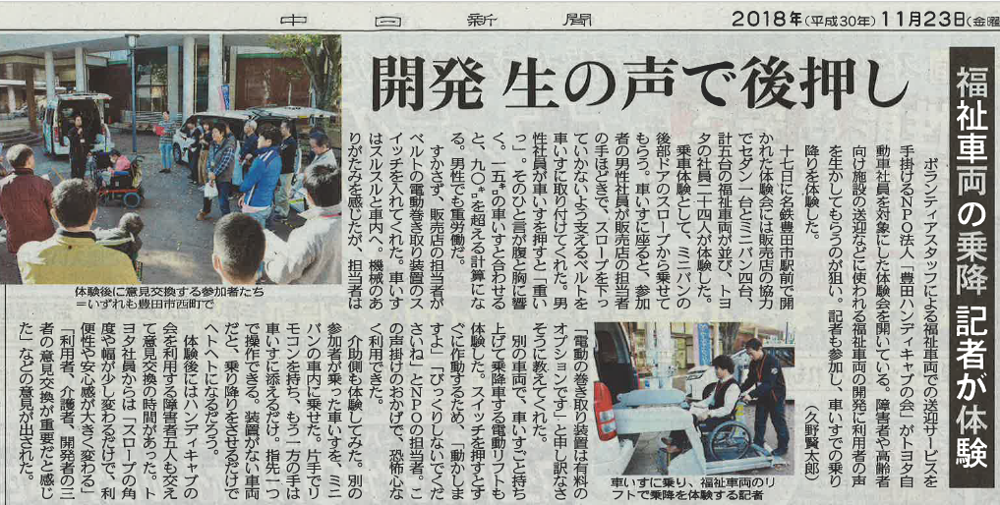 中日新聞
2018年(平成30年)11月23日(金曜
福祉車両の乗降 記者が体験
開発 生の声で後押し
ボランティアスタッフによる福祉車両での送迎サービスを
手掛けるNPO法人「豊田ハンディキャブの会」がトヨタ自
動車社員を対象にした体験会を開いている。障害者や高齢者
向け施設の送迎などに使われる福祉車両の開発に利用者の声
を生かしてもらうのが狙い。記者も参加し、車いすでの乗り
降りを体験した。 (久野賢太郎)
十七日に名鉄豊田市駅前で開
かれた体験会には販売店の協力
でセダン一台とミニバン四台、
計五台の福祉車両が並び、トヨ
タの社員二十四人が体験した。
乗車体験として、ミニバンの
後部ドアのスロープから乗せて
もらう。車いすに座ると、参加
者の男性社員が販売店の担当者
の手ほどきで、スロープを下っ
ていかないよう支えるベルトを
車いすに取り付けてくれた。男
性社員が車いすを押すと「重い
っ」。そのひと言が腹と胸に響
く。一五㌔の車いすと合わせる
と、九〇㌔を超える計算にな
る。男性でも重労働だ。
すかさず、販売店の担当者が
ベルトの電動巻き取り装置のス
イッチを入れてくれた。車いす
はスルスルと車内へ。機械のあ
りがたみを感じたが、担当者は
体験後に意見交換する参加者たち
＝いずれも豊田市西町で
車いすに乗り、福祉車両のリ
フトで乗降を体験する記者
「電動の巻き取り装置は有料の
オプションです」と申し訳なさ
そうに教えてくれた。
別の車両で、車いすごと持ち
上げて乗降車する電動リフトも
体験した。スイッチを押すとす
ぐに作動するため、「動かしま
すよ」「びっくりしないでくだ
さいね」とNPOの担当者。こ
の声掛けのおかげで、恐怖心な
く利用できた。
介助側も体験してみた。別の
参加者が乗った車いすを、ミニ
バンの車内に乗せた。片手でリ
モコンを持ち、もう一方の手は
車いすに添えるだけ。指先一つ
で操作できる。装置がない車両
だと、乗り降りをさせるだけで
ヘトヘトになるだろう。
体験後にはハンディキャブの
会を利用する障害者五人も交え
て意見交換の時間があった。ト
ヨタ社員からは「スロープの角
度や幅が少し変わるだけで、利
便性や安心感が大きく変わる」
「利用者、介護者、開発者の三
者の意見交換が重要だと感じ
た」などの意見が出された。